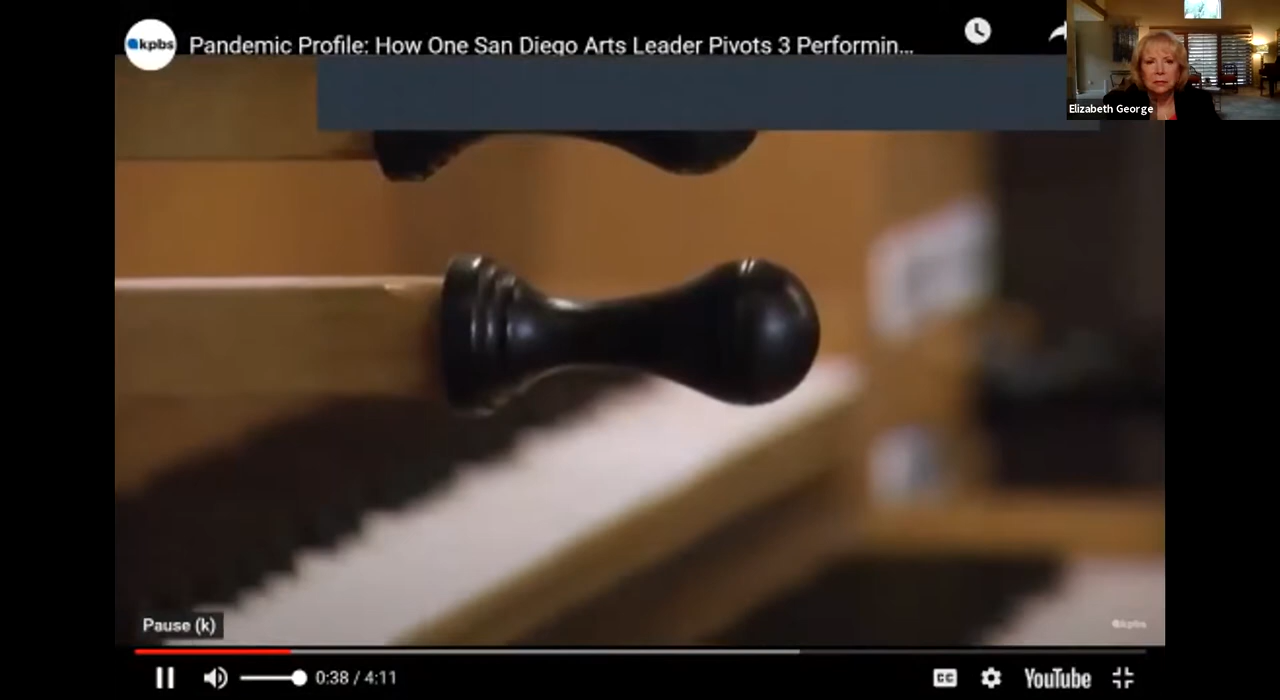 kpbs
Pandemic Profile: How One San Diego Arts Leader Pivots 3 Performin...
Elizabeth George
Pause (k)
kpbs
0:38 / 4:11
CC
YouTube